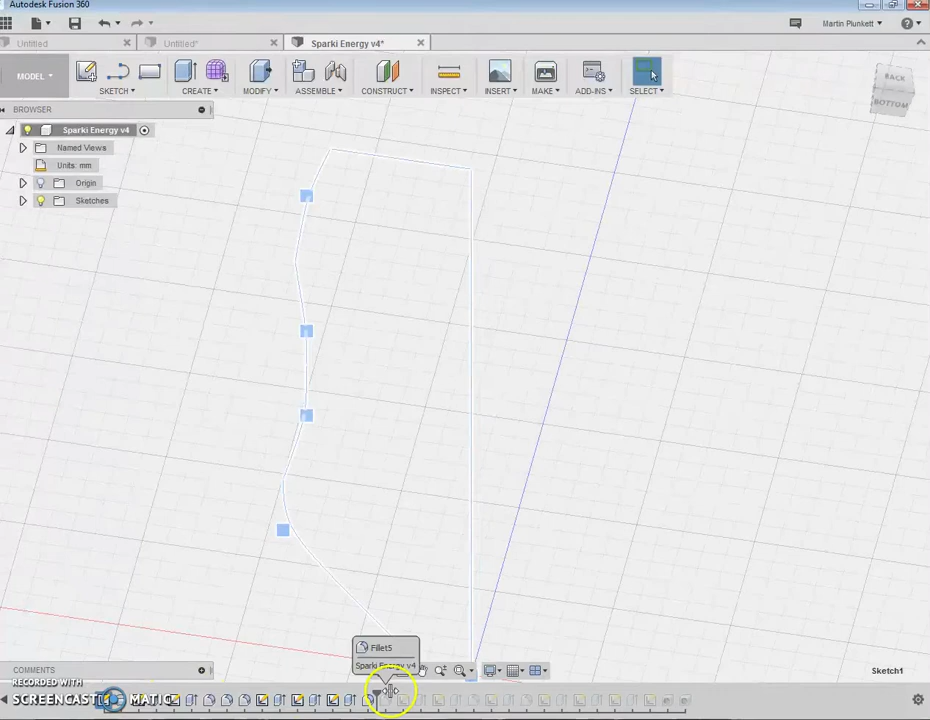 Autodesk Fusion 360
Martin Plunkett
Untitled
Untitled*
Sparki Energy v4*
MODEL
SKETCH
CREATE
MODIFY
ASSEMBLE
CONSTRUCT
INSPECT
INSERT
MAKE
ADD-INS
SELECT
BACK
BOTTOM
BROWSER
Sparki Energy v4
Named Views
Units: mm
Origin
Sketches
Fillet5
Sparki Energy v4
COMMENTS
Sketch1
RECORDED WITH
SCREENCAST MATIC